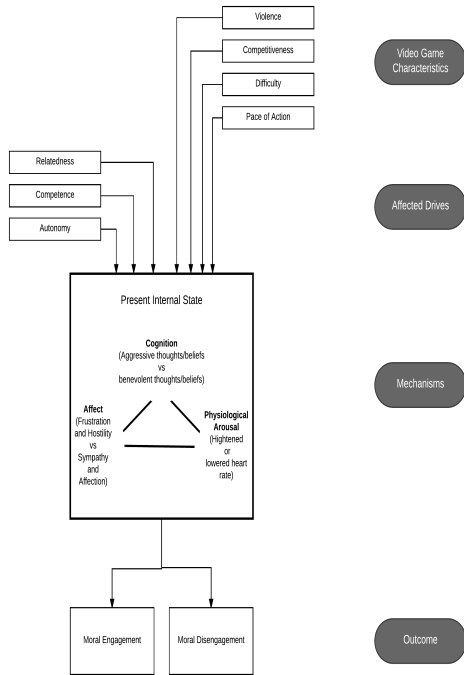 Violence
Competitiveness
Difficulty
Pace of Action
Video Game
Characteristics
Relatedness
Competence
Autonomy
Affected Drives
Present Internal State
Cognition
(Aggressive thoughts/beliefs
vs
benevolent thoughts/beliefs)
Affect
(Frustration
and Hostility
vs
Sympathy
and
Affection)
Physiological
Arousal
(Hightened
or
lowered heart
rate)
Mechanisms
Moral Engagement
Moral Disengagement
Outcome